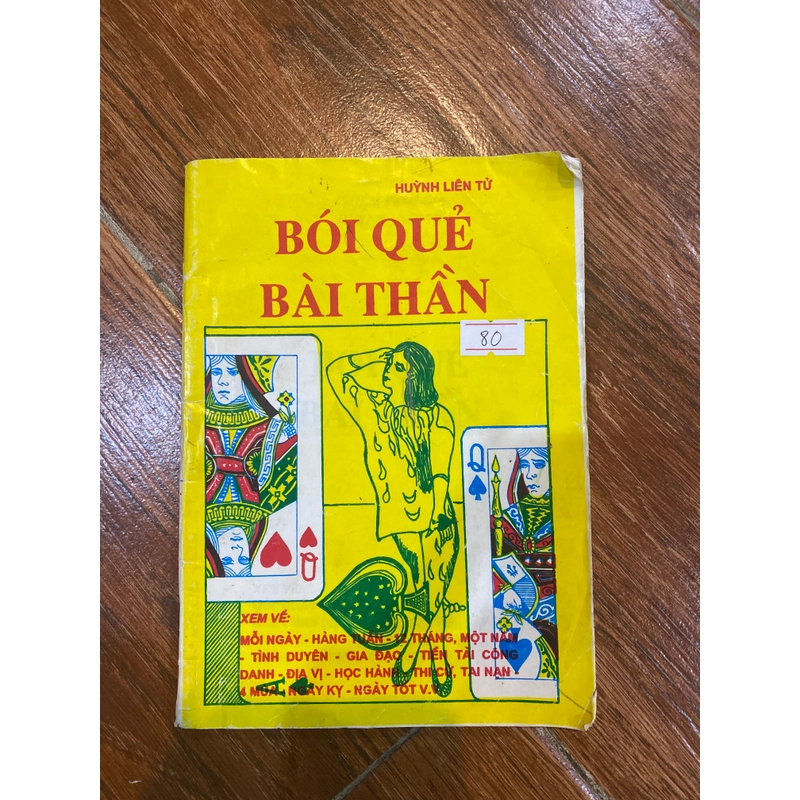 HUỲNH LIÊN TỬ
BÓI QUẺ
BÀI THẦN
80
Q
Q
XEM VỀ:
MỖI NGÀY - HÀNG TUẦN - 12 THÁNG, MỘT NĂM
- TÌNH DUYÊN - GIA ĐẠO - TIỀN TÀI CÔNG
DANH - ĐỊA VỊ - HỌC HÀNH - THI CỬ, TAI NẠN -
4 MÙA - NGÀY KỴ - NGÀY TỐT V.V
A